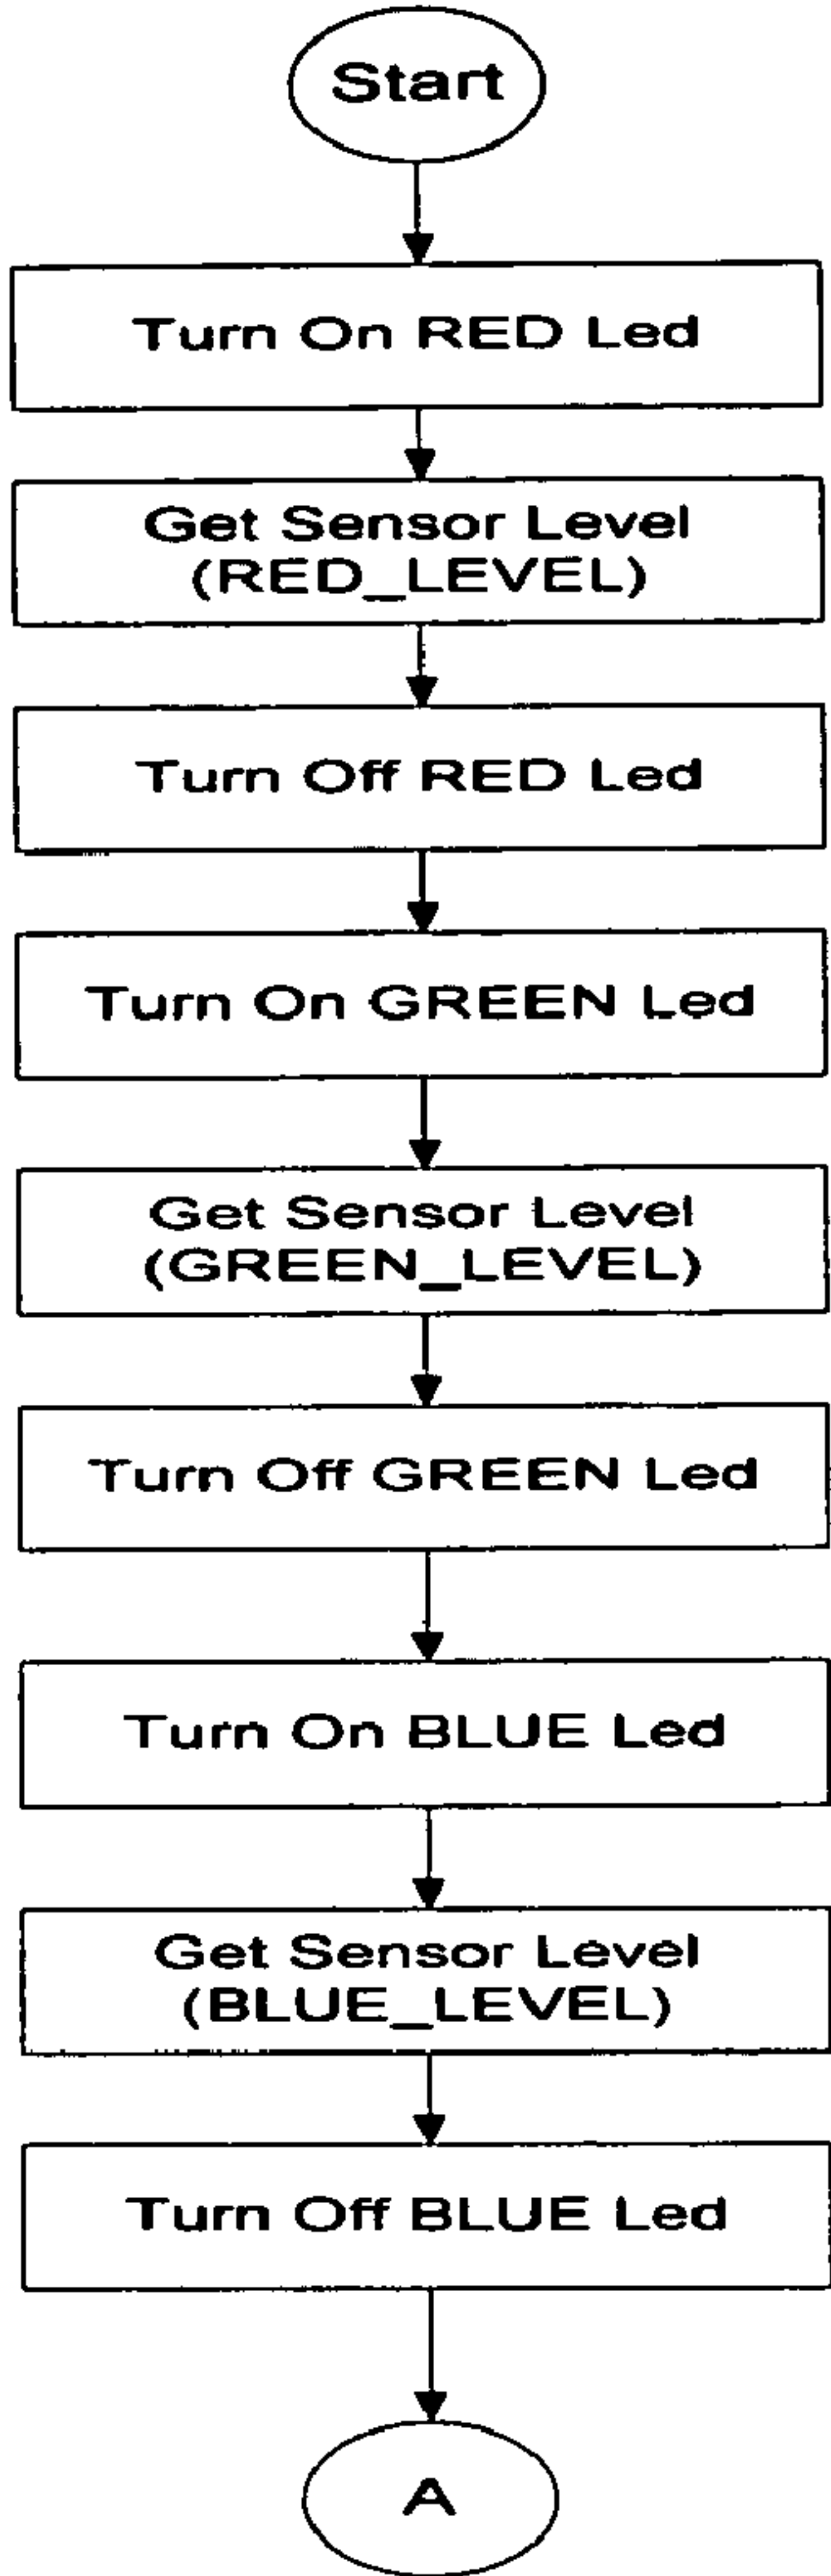 Start
Turn On RED Led
Get Sensor Level
(RED_LEVEL)
Turn Off RED Led
Turn On GREEN Led
Get Sensor Level
(GREEN_LEVEL)
Turn Off GREEN Led
Turn On BLUE Led
Get Sensor Level
(BLUE_LEVEL)
Turn Off BLUE Led
A